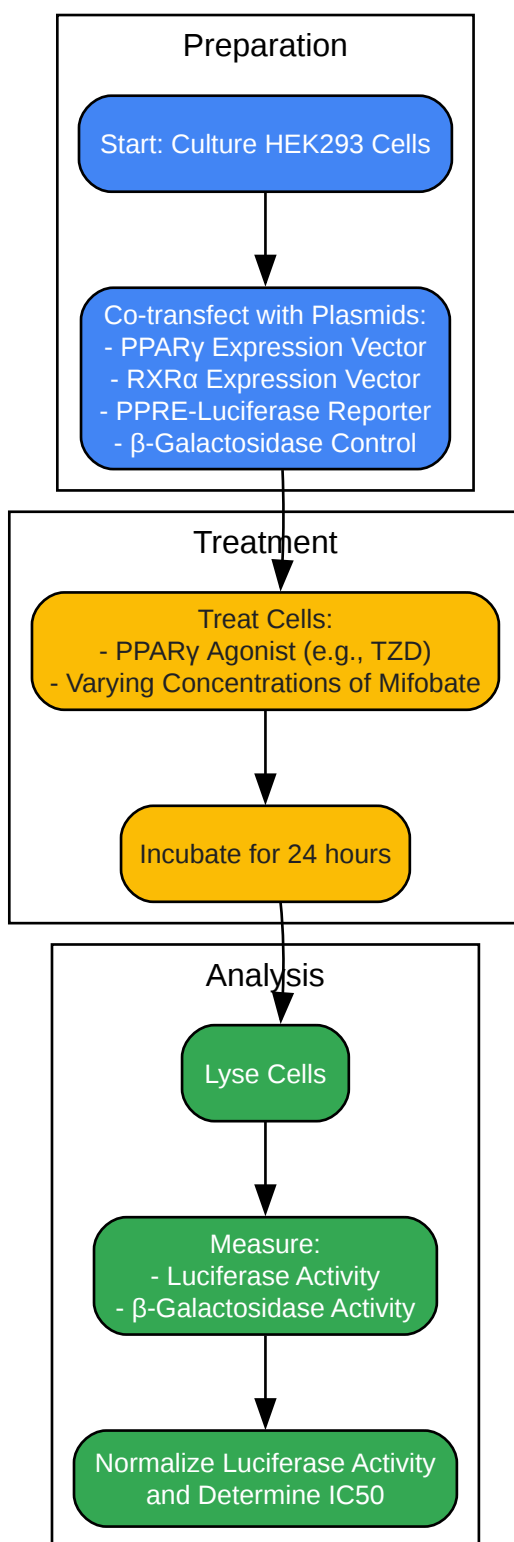 Preparation
Start: Culture HEK293 Cells
Co-transfect with Plasmids:
- PPARγ Expression Vector
- RXRα Expression Vector
- PPRE-Luciferase Reporter
- β-Galactosidase Control
Treatment
Treat Cells:
- PPARγ Agonist (e.g., TZD)
- Varying Concentrations of Mifobate
Incubate for 24 hours
Analysis
Lyse Cells
Measure:
- Luciferase Activity
- β-Galactosidase Activity
Normalize Luciferase Activity
and Determine IC50